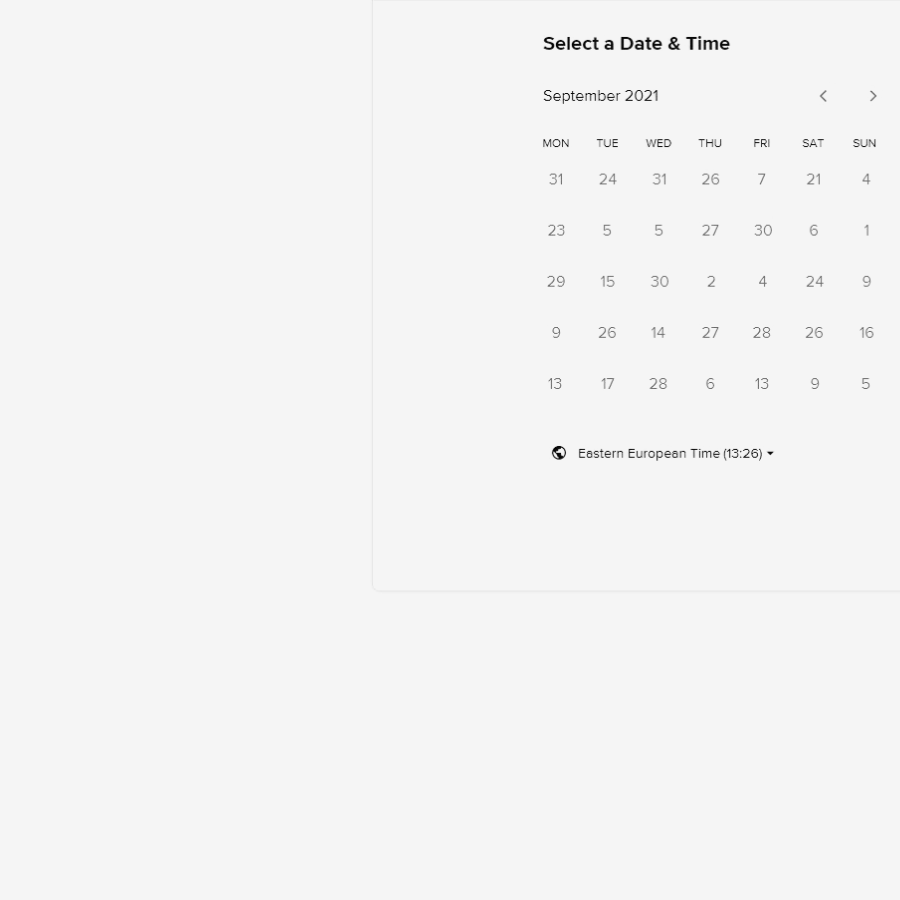 Select a Date & Time
September 2021
MON TUE WED THU FRI SAT SUN
31 24 31 26 7 21 4
23 5 5 27 30 6 1
29 15 30 2 4 24 9
9 26 14 27 28 26 16
13 17 28 6 13 9 5
Eastern European Time (13:26)